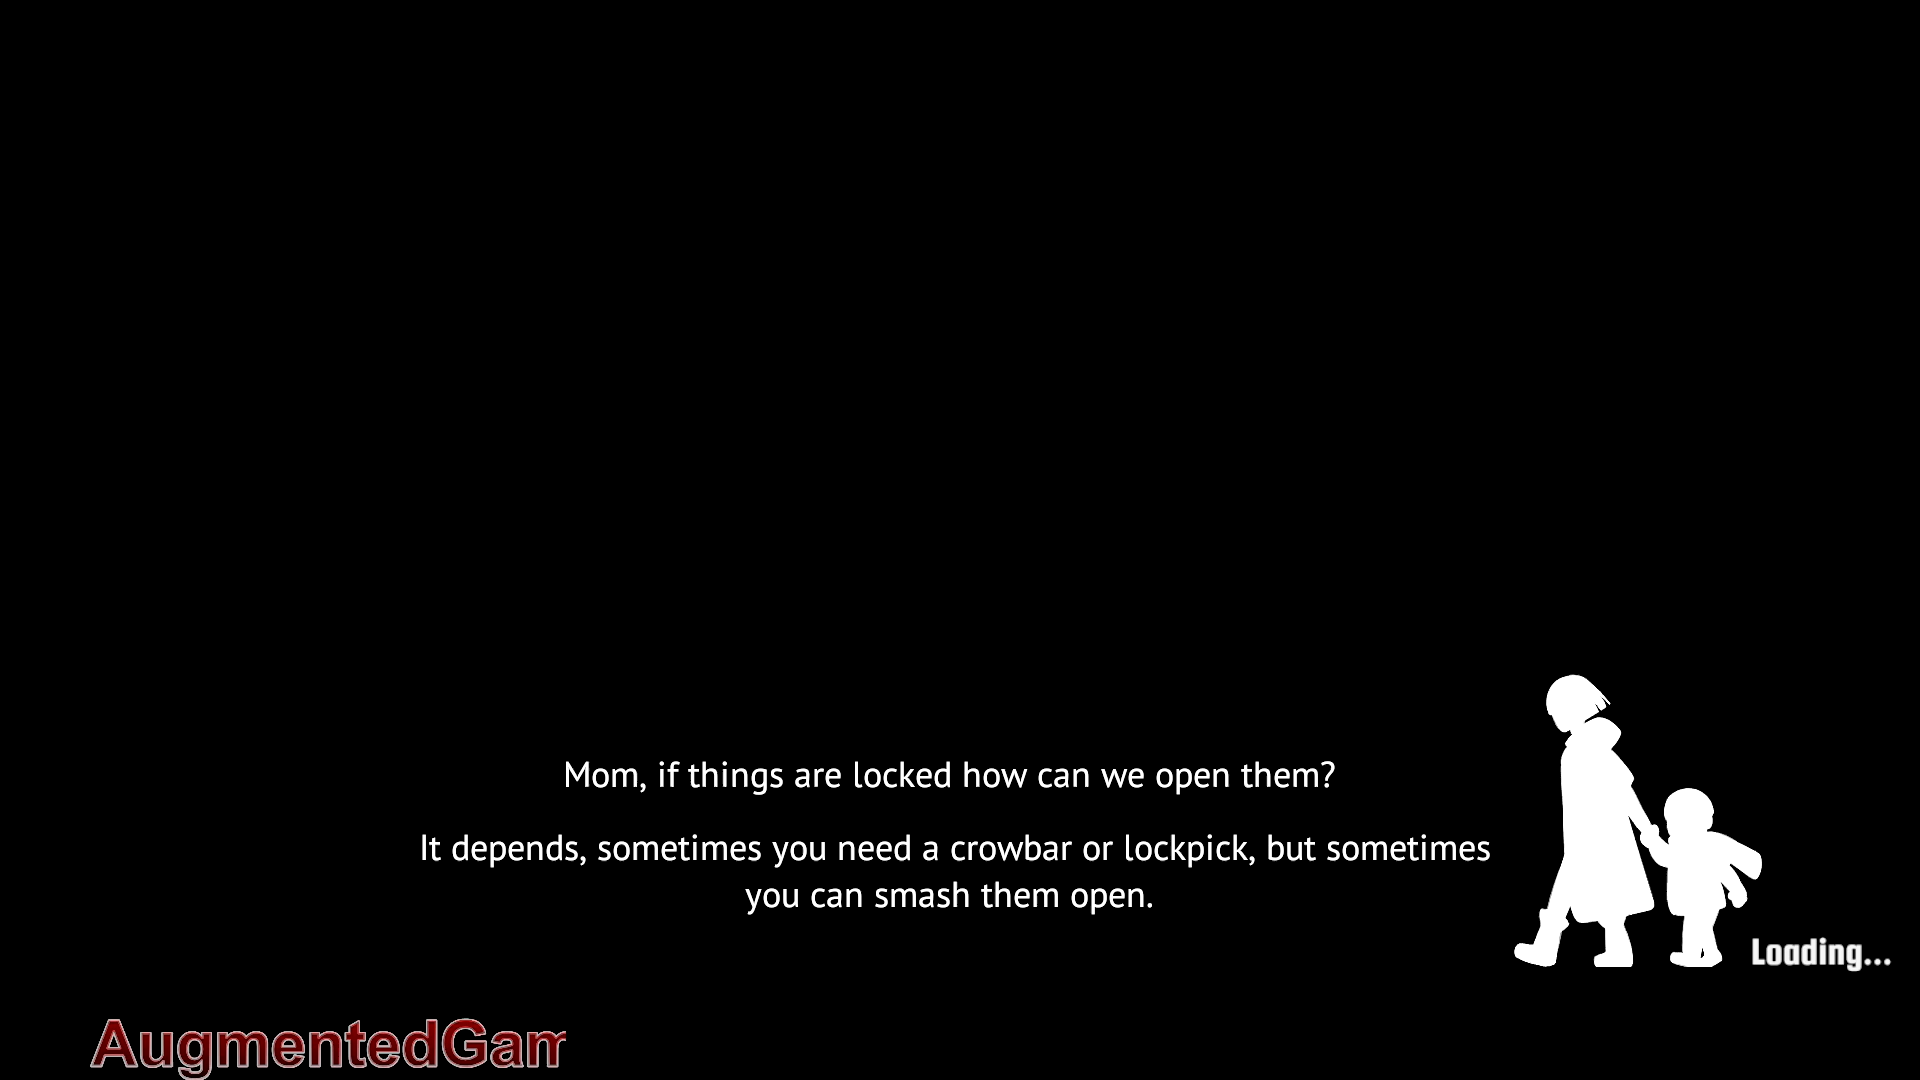 Mom, if things are locked how can we open them?
It depends, sometimes you need a crowbar or lockpick, but sometimes
you can smash them open.
Loading...
AugmentedGam